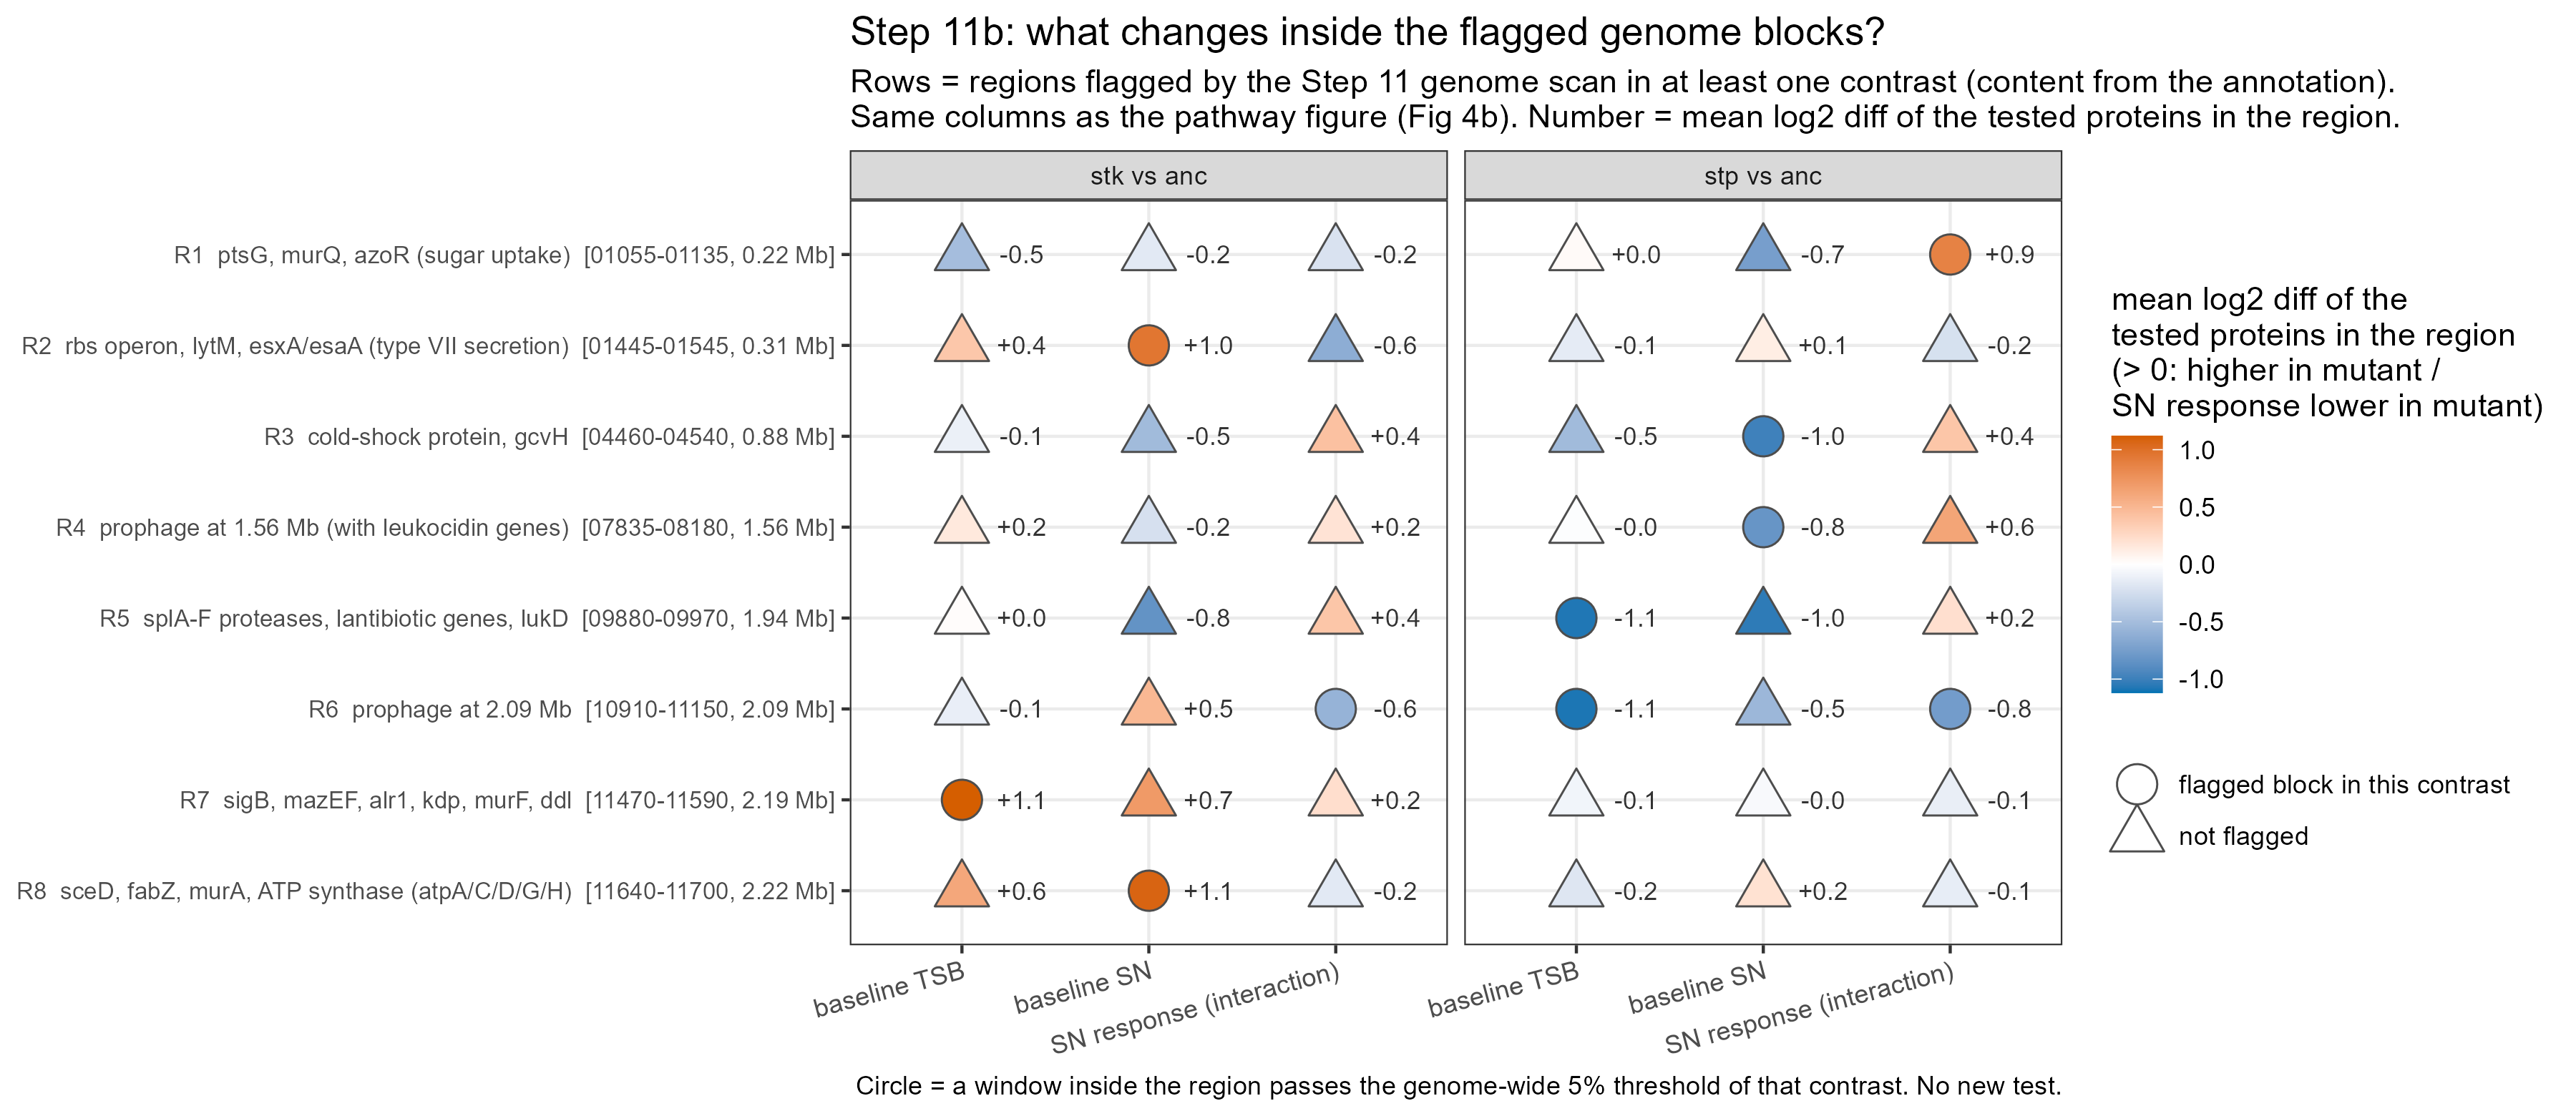 Step 11b: what changes inside the flagged genome blocks?
Rows = regions flagged by the Step 11 genome scan in at least one contrast (content from the annotation).
Same columns as the pathway figure (Fig 4b). Number = mean log2 diff of the tested proteins in the region.
stk vs anc
stp vs anc
R1 ptsG, murQ, azoR (sugar uptake) [01055-01135, 0.22 Mb] -0.5 -0.2 -0.2 +0.0 -0.7 +0.9
R2 rbs operon, lytM, esxA/esaA (type VII secretion) [01445-01545, 0.31 Mb] +0.4 +1.0 -0.6 -0.1 +0.1 -0.2
R3 cold-shock protein, gcvH [04460-04540, 0.88 Mb] -0.1 -0.5 +0.4 -0.5 -1.0 +0.4
R4 prophage at 1.56 Mb (with leukocidin genes) [07835-08180, 1.56 Mb] +0.2 -0.2 +0.2 -0.0 -0.8 +0.6
R5 splA-F proteases, lantibiotic genes, lukD [09880-09970, 1.94 Mb] +0.0 -0.8 +0.4 -1.1 -1.0 +0.2
R6 prophage at 2.09 Mb [10910-11150, 2.09 Mb] -0.1 +0.5 -0.6 -1.1 -0.5 -0.8
R7 sigB, mazEF, alr1, kdp, murF, ddl [11470-11590, 2.19 Mb] +1.1 +0.7 +0.2 -0.1 -0.0 -0.1
R8 sceD, fabZ, murA, ATP synthase (atpA/C/D/G/H) [11640-11700, 2.22 Mb] +0.6 +1.1 -0.2 -0.2 +0.2 -0.1
baseline TSB
baseline SN
SN response (interaction)
baseline TSB
baseline SN
SN response (interaction)
mean log2 diff of the
tested proteins in the region
(> 0: higher in mutant /
SN response lower in mutant)
1.0
0.5
0.0
-0.5
-1.0
flagged block in this contrast
not flagged
Circle = a window inside the region passes the genome-wide 5% threshold of that contrast. No new test.